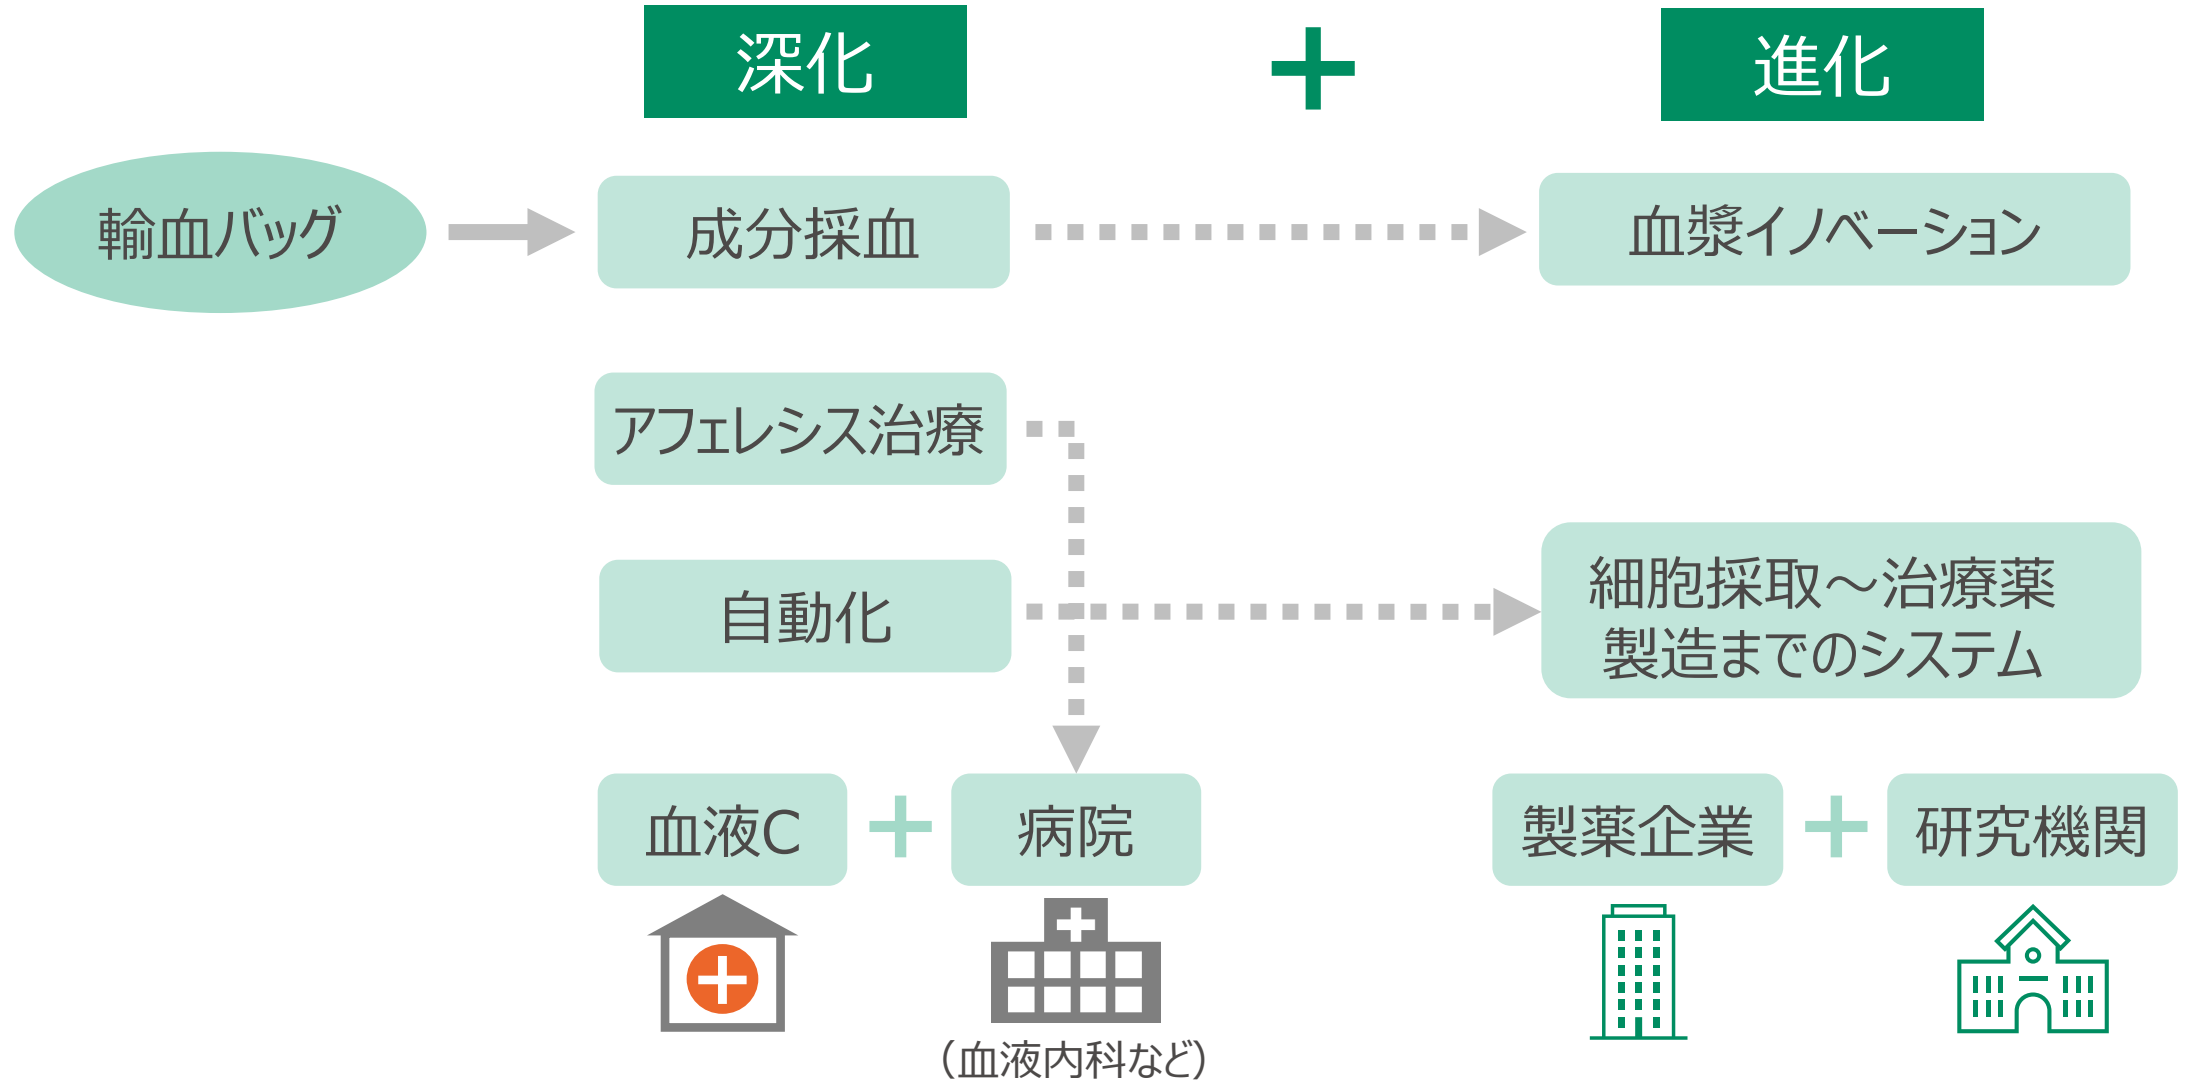 深化
+
進化
輸血バッグ
成分採血
血漿イノベーション
アフェレシス治療
自動化
細胞採取～治療薬
製造までのシステム
血液C
+
病院
製薬企業
+
研究機関
（血液内科など）